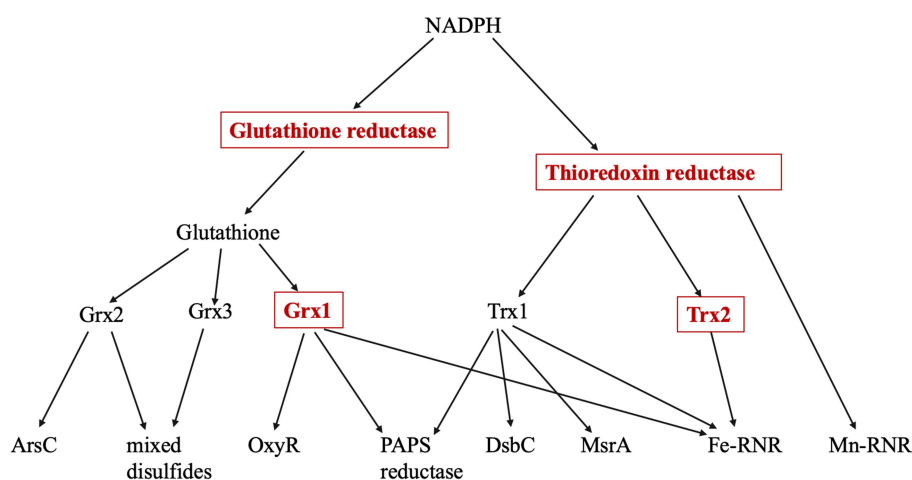 NADPH
Glutathione reductase
Thioredoxin reductase
Glutathione
Grx2
Grx3
Grx1
Trx1
Trx2
ArsC
mixed
disulfides
OxyR
PAPS
reductase
DsbC
MsrA
Fe-RNR
Mn-RNR